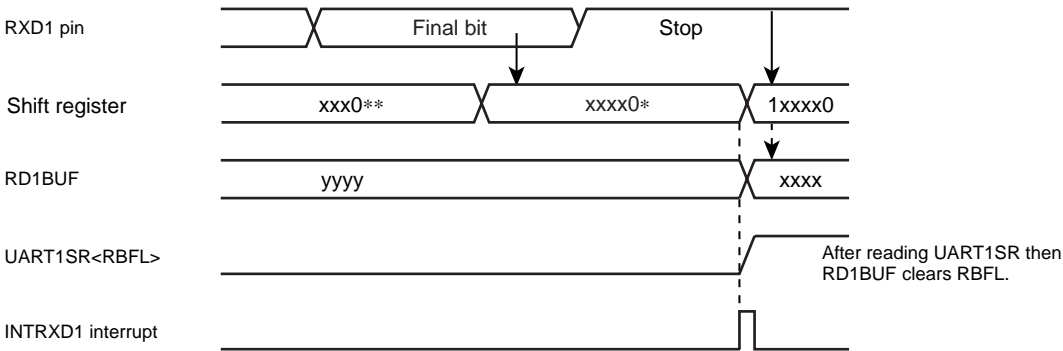 RXD1 pin
Final bit
Stop
Shift register
xxx0**
xxxx0*
1xxxx0
RD1BUF
yyyy
xxxx
UART1SR<RBFL>
After reading UART1SR then
RD1BUF clears RBFL.
INTRXD1 interrupt